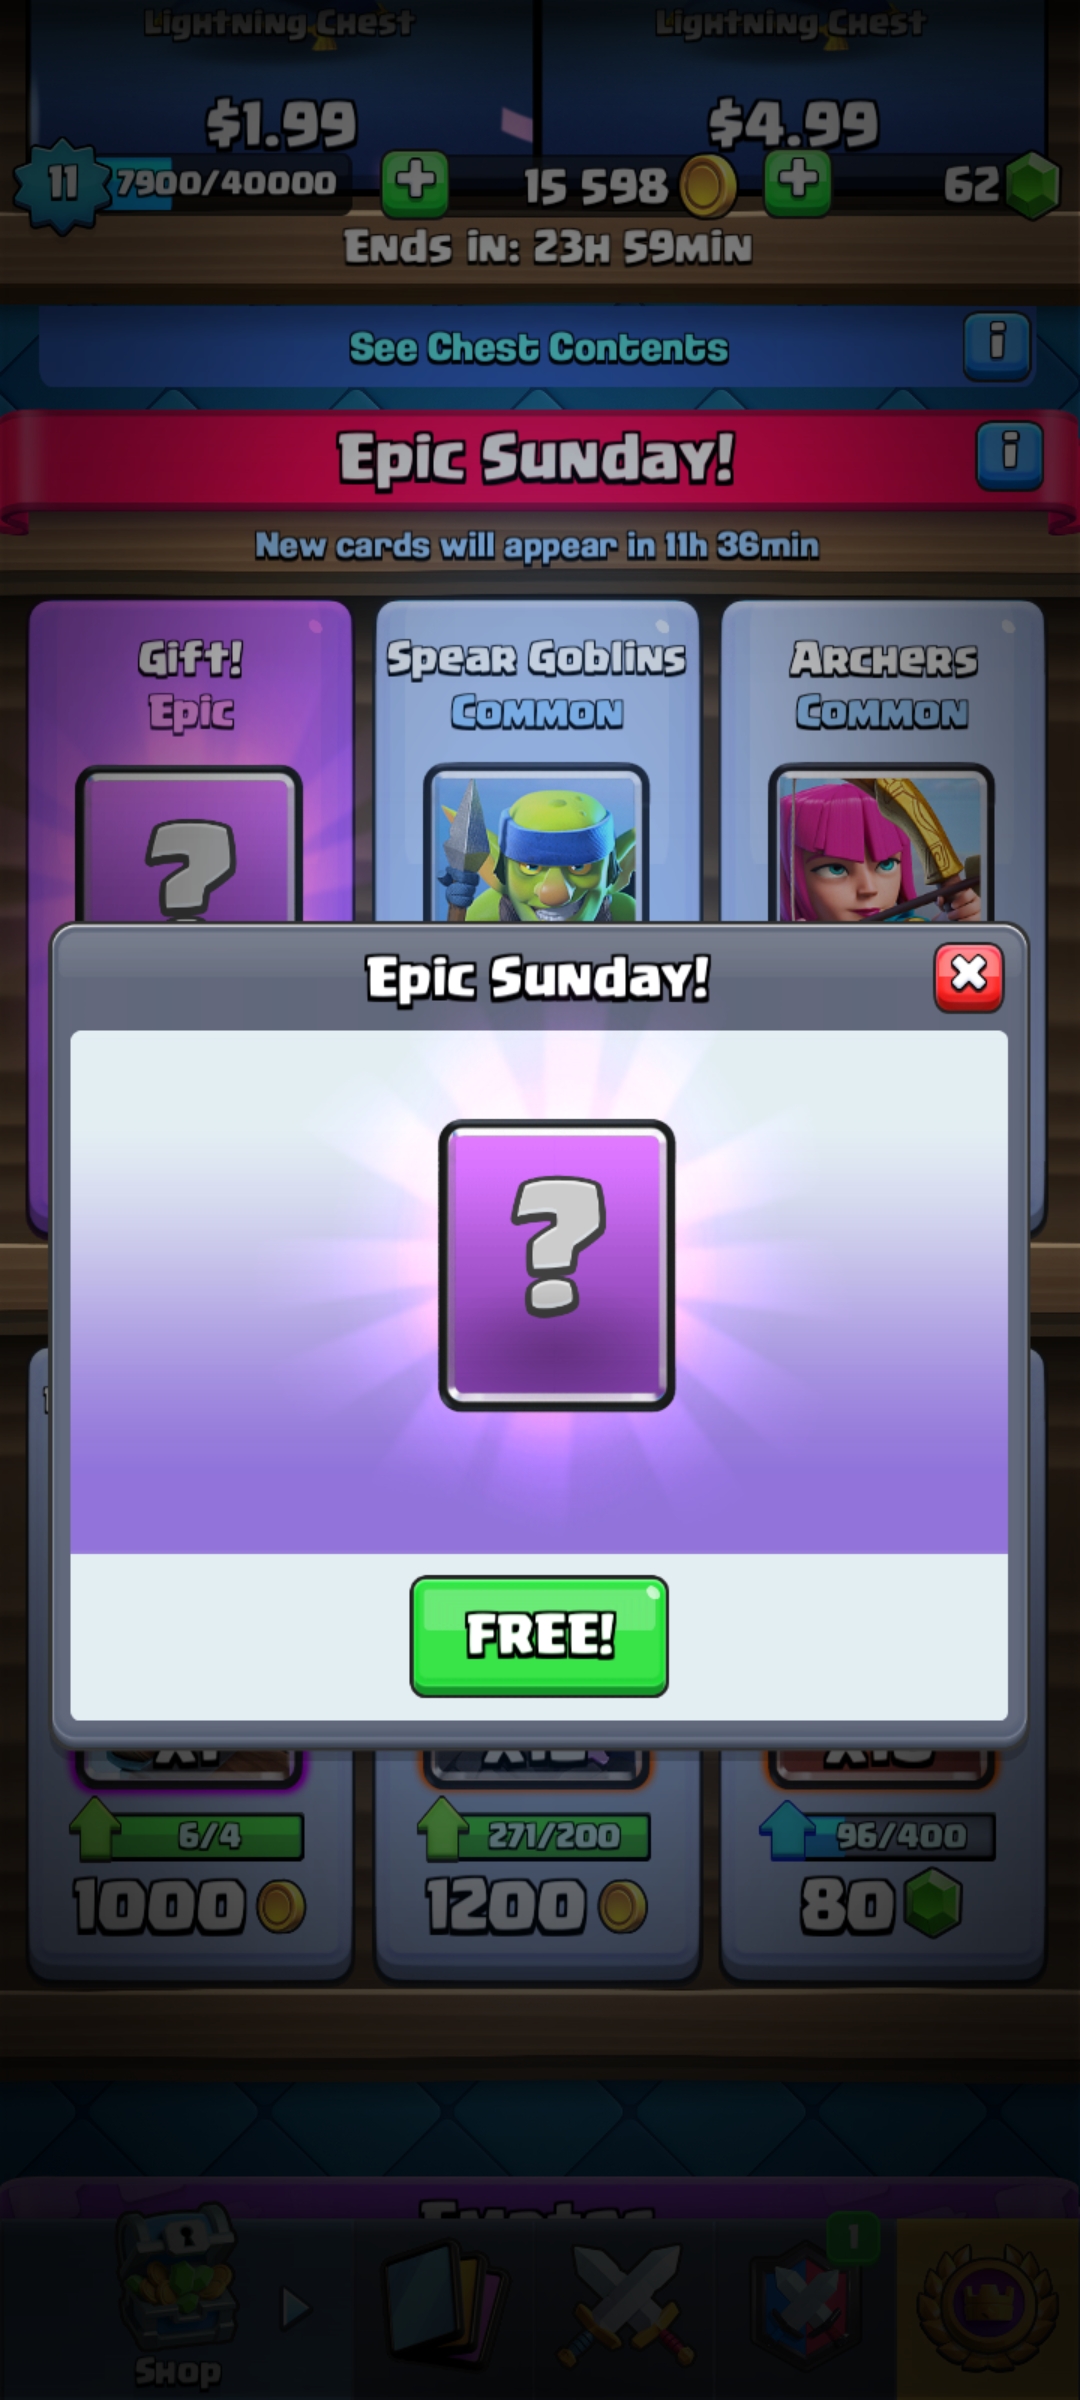 Lightning Chest
Lightning Chest
$1.99
$4.99
11
7900/40000
15 598
62
Ends in: 23h 59min
See Chest Contents
i
Epic Sunday!
i
New cards will appear in 11h 36min
Gift!
Epic
Spear Goblins
Common
Archers
Common
?
Epic Sunday!
?
FREE!
6/4
271/200
96/400
1000
1200
80
1
Shop